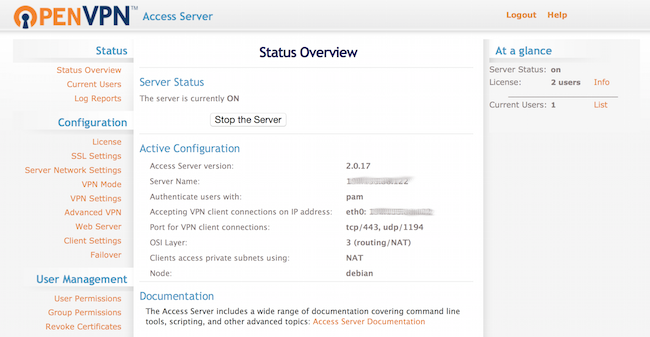 OPENVPN™ Access Server
Logout Help
Status
Status Overview
Current Users
Log Reports
Configuration
License
SSL Settings
Server Network Settings
VPN Mode
VPN Settings
Advanced VPN
Web Server
Client Settings
Failover
User Management
User Permissions
Group Permissions
Revoke Certificates
Status Overview
Server Status
The server is currently ON
Stop the Server
Active Configuration
Access Server version: 2.0.17
Server Name:
Authenticate users with: pam
Accepting VPN client connections on IP address: eth0:
Port for VPN client connections: tcp/443, udp/1194
OSI Layer: 3 (routing/NAT)
Clients access private subnets using: NAT
Node: debian
Documentation
The Access Server includes a wide range of documentation covering command line
tools, scripting, and other advanced topics: Access Server Documentation
At a glance
Server Status: on
License: 2 users Info
Current Users: 1 List